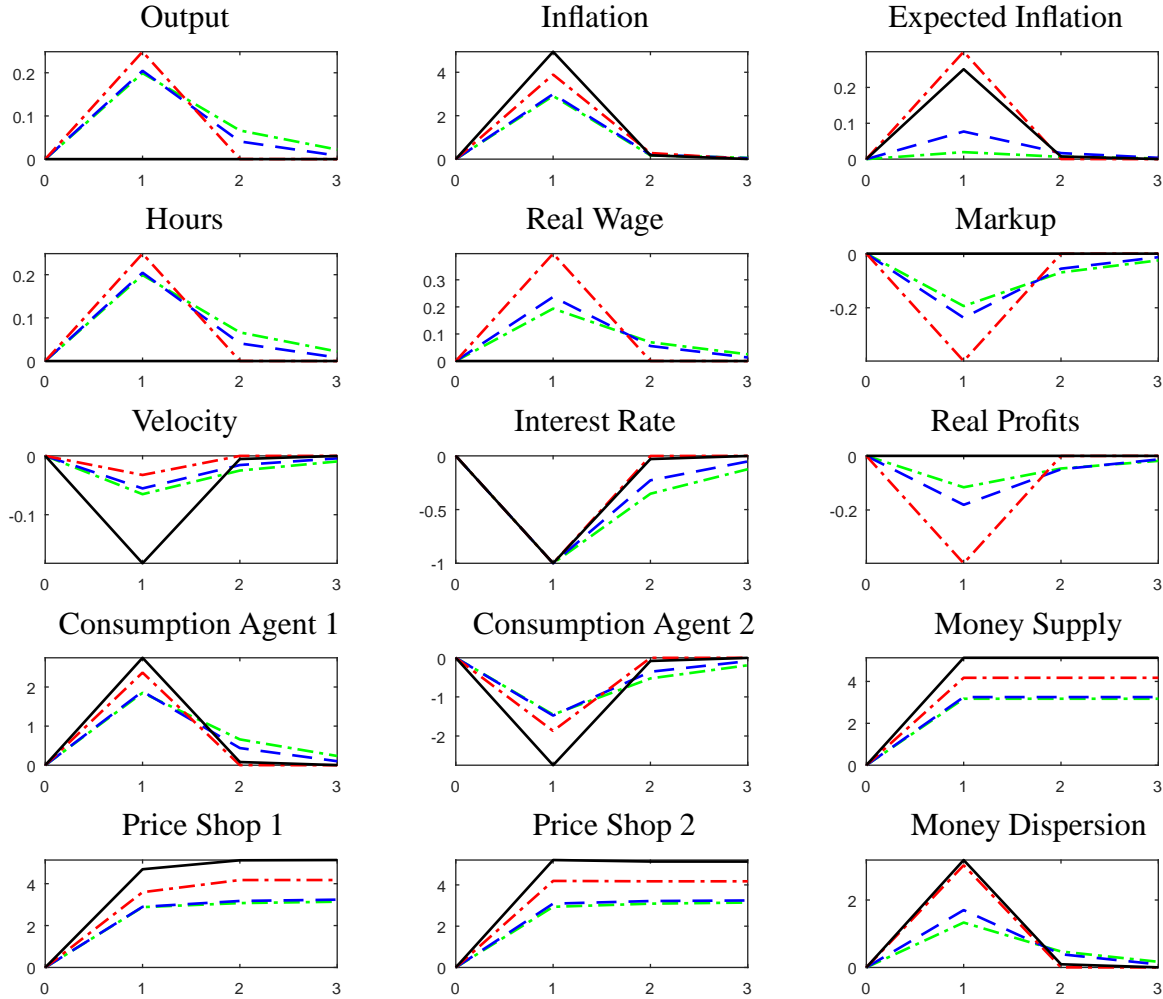 Output
Inflation
Expected Inflation
0.2
0.1
0
0 1 2 3
4
2
0
0 1 2 3
0.2
0.1
0
0 1 2 3
Hours
Real Wage
Markup
0.2
0.1
0
0 1 2 3
0.3
0.2
0.1
0
0 1 2 3
0
-0.2
0 1 2 3
Velocity
Interest Rate
Real Profits
0
-0.1
0 1 2 3
0
-0.5
-1
0 1 2 3
0
-0.2
0 1 2 3
Consumption Agent 1
Consumption Agent 2
Money Supply
2
1
0
0 1 2 3
0
-1
-2
0 1 2 3
4
2
0
0 1 2 3
Price Shop 1
Price Shop 2
Money Dispersion
4
2
0
0 1 2 3
4
2
0
0 1 2 3
2
0
0 1 2 3